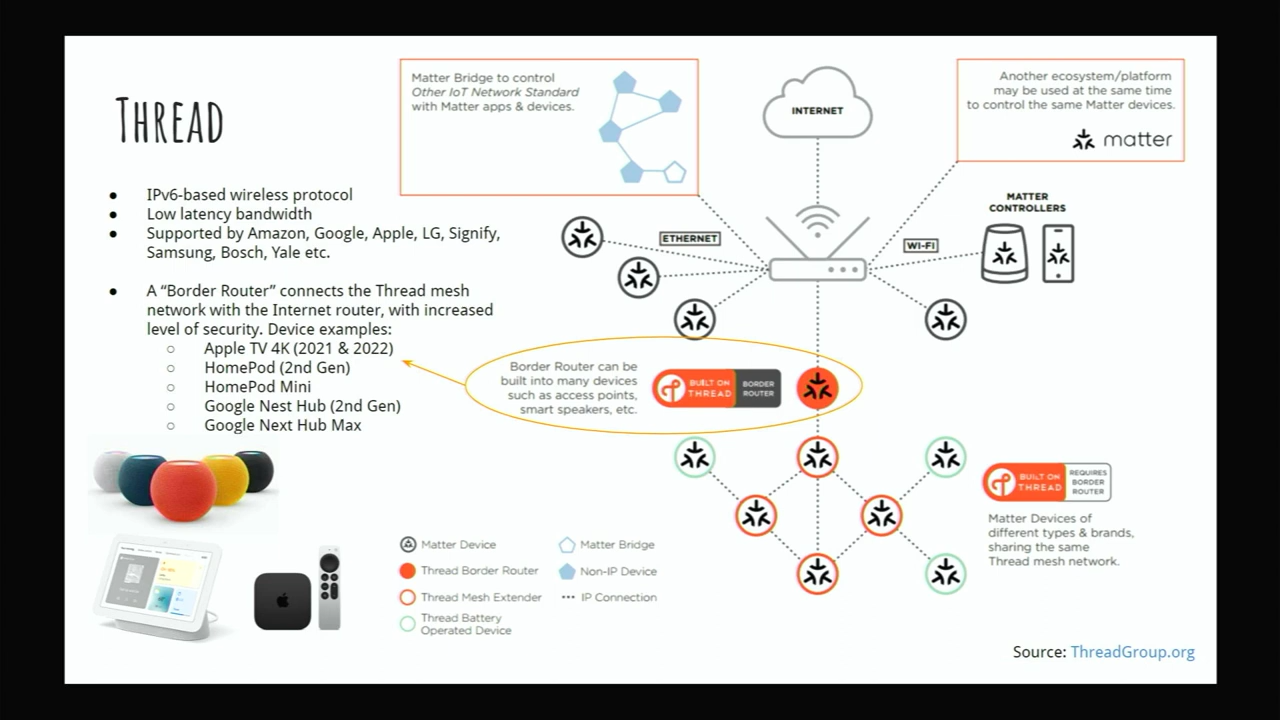 THREAD
IPv6-based wireless protocol
Low latency bandwidth
Supported by Amazon, Google, Apple, LG, Signify,
Samsung, Bosch, Yale etc.
A “Border Router” connects the Thread mesh
network with the Internet router, with increased
level of security. Device examples:
Apple TV 4K (2021 & 2022)
HomePod (2nd Gen)
HomePod Mini
Google Nest Hub (2nd Gen)
Google Next Hub Max
Matter Bridge to control
Other IoT Network Standard
with Matter apps & devices.
INTERNET
Another ecosystem/platform
may be used at the same time
to control the same Matter devices.
matter
MATTER
CONTROLLERS
ETHERNET
WI-FI
Border Router can be
built into many devices
such as access points,
smart speakers, etc.
BUILT ON
THREAD
BORDER
ROUTER
BUILT ON
THREAD
REQUIRES
BORDER
ROUTER
Matter Devices of
different types & brands,
sharing the same
Thread mesh network.
Matter Device
Thread Border Router
Thread Mesh Extender
Thread Battery
Operated Device
Matter Bridge
Non-IP Device
IP Connection
Source: ThreadGroup.org